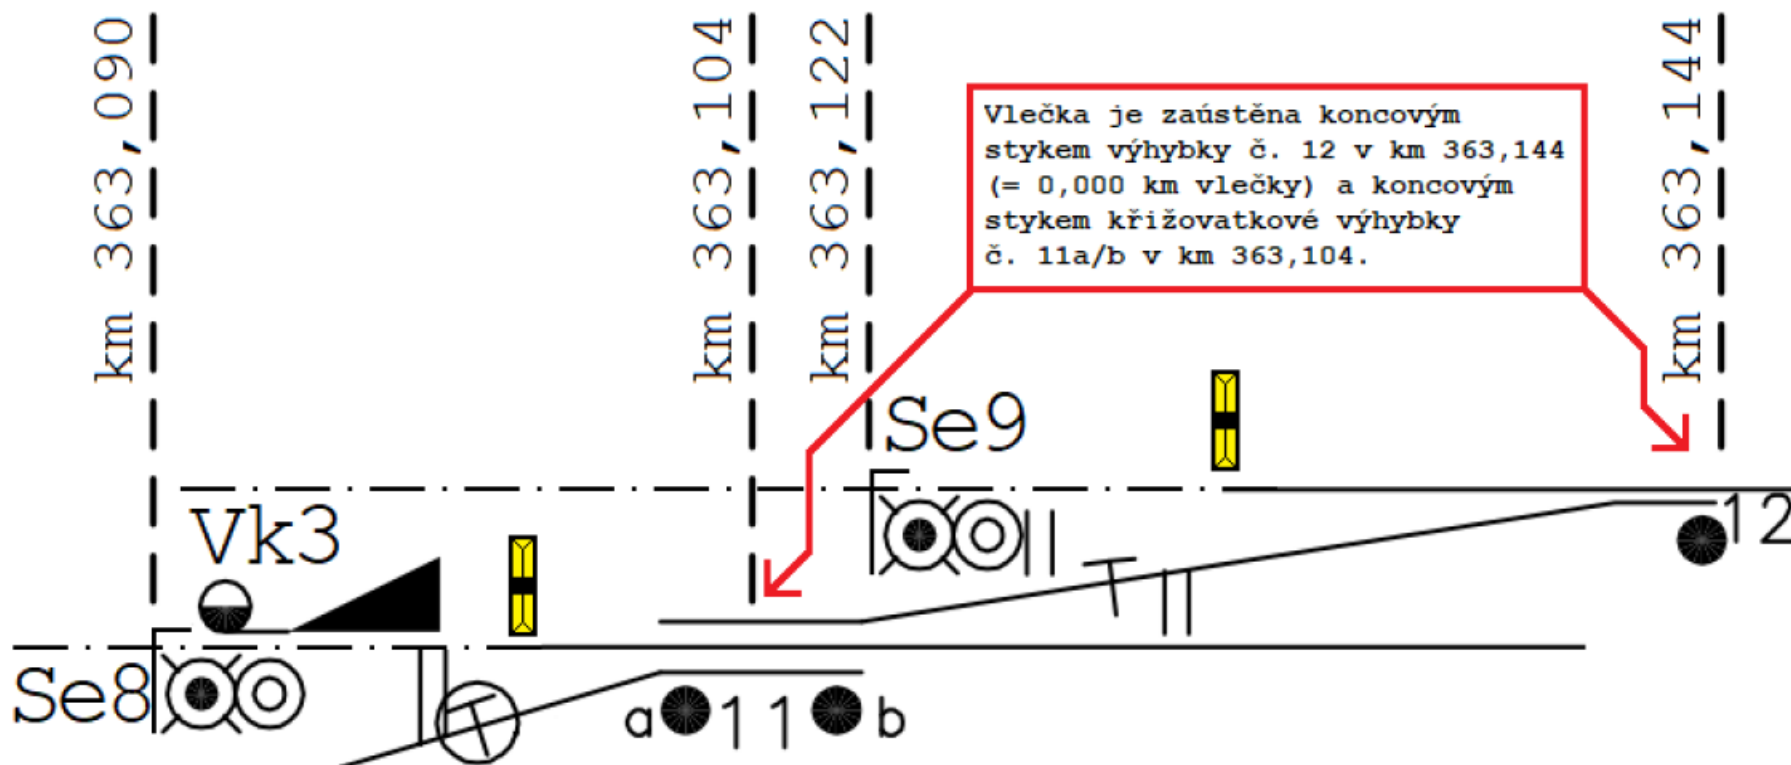 km 363,090
km 363,104
km 363,122
km 363,144
Vlečka je zaústěna koncovým
stykem výhybky č. 12 v km 363,144
(= 0,000 km vlečky) a koncovým
stykem křižovatkové výhybky
č. 11a/b v km 363,104.
Se9
Vk3
12
Se8
a 11 b